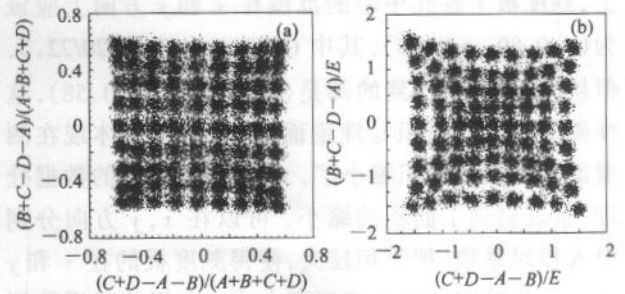 (a)
(B+C−D−A)/(A+B+C+D)
0.8
0.4
0
−0.4
−0.8
−0.8 −0.4 0 0.4 0.8
(C+D−A−B)/(A+B+C+D)
(b)
(B+C−D−A)/E
2
1
0
−1
−2
−2 −1 0 1 2
(C+D−A−B)/E